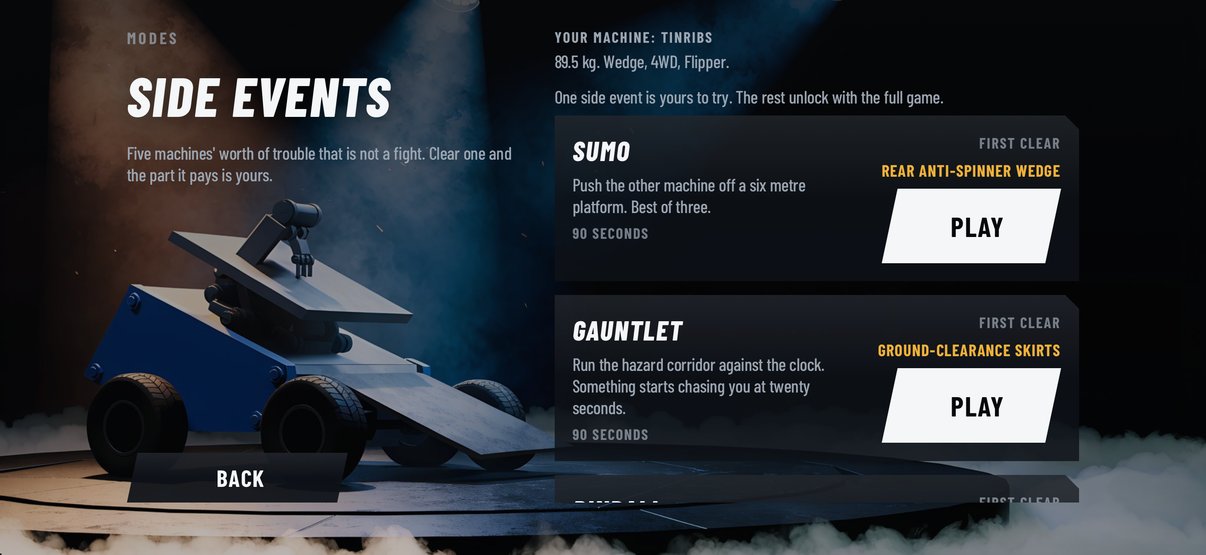 MODES
SIDE EVENTS
Five machines' worth of trouble that is not a fight. Clear one and
the part it pays is yours.
BACK
YOUR MACHINE: TINRIBS
89.5 kg. Wedge, 4WD, Flipper.
One side event is yours to try. The rest unlock with the full game.
SUMO
Push the other machine off a six metre
platform. Best of three.
90 SECONDS
FIRST CLEAR
REAR ANTI-SPINNER WEDGE
PLAY
GAUNTLET
Run the hazard corridor against the clock.
Something starts chasing you at twenty
seconds.
90 SECONDS
FIRST CLEAR
GROUND-CLEARANCE SKIRTS
PLAY
FIRST CLEAR